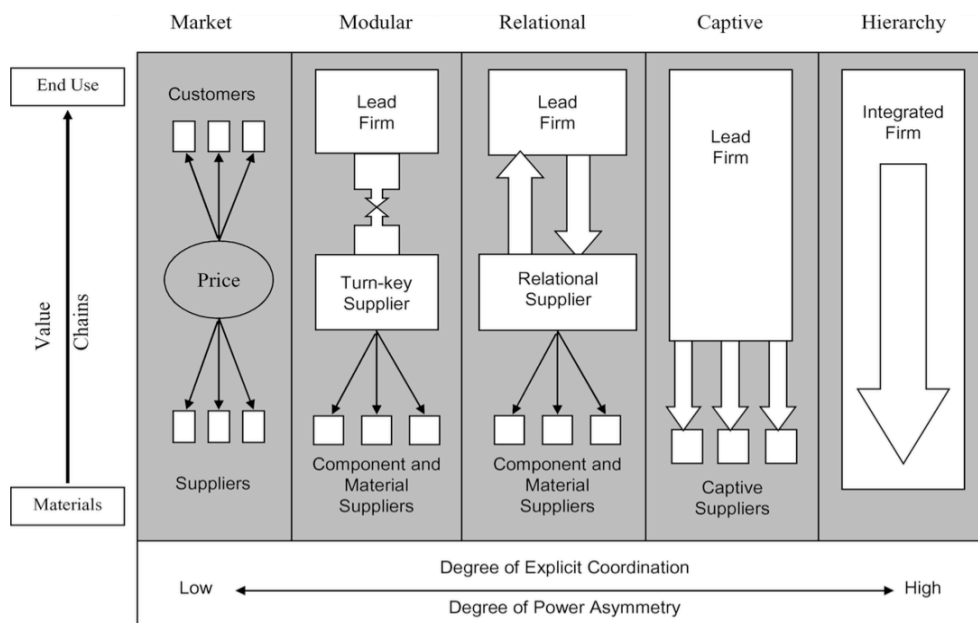 Market
Modular
Relational
Captive
Hierarchy
End Use
Value
Chains
Materials
Customers
Price
Suppliers
Lead
Firm
Turn-key
Supplier
Component and
Material
Suppliers
Lead
Firm
Relational
Supplier
Component and
Material
Suppliers
Lead
Firm
Captive
Suppliers
Integrated
Firm
Degree of Explicit Coordination
Low
High
Degree of Power Asymmetry